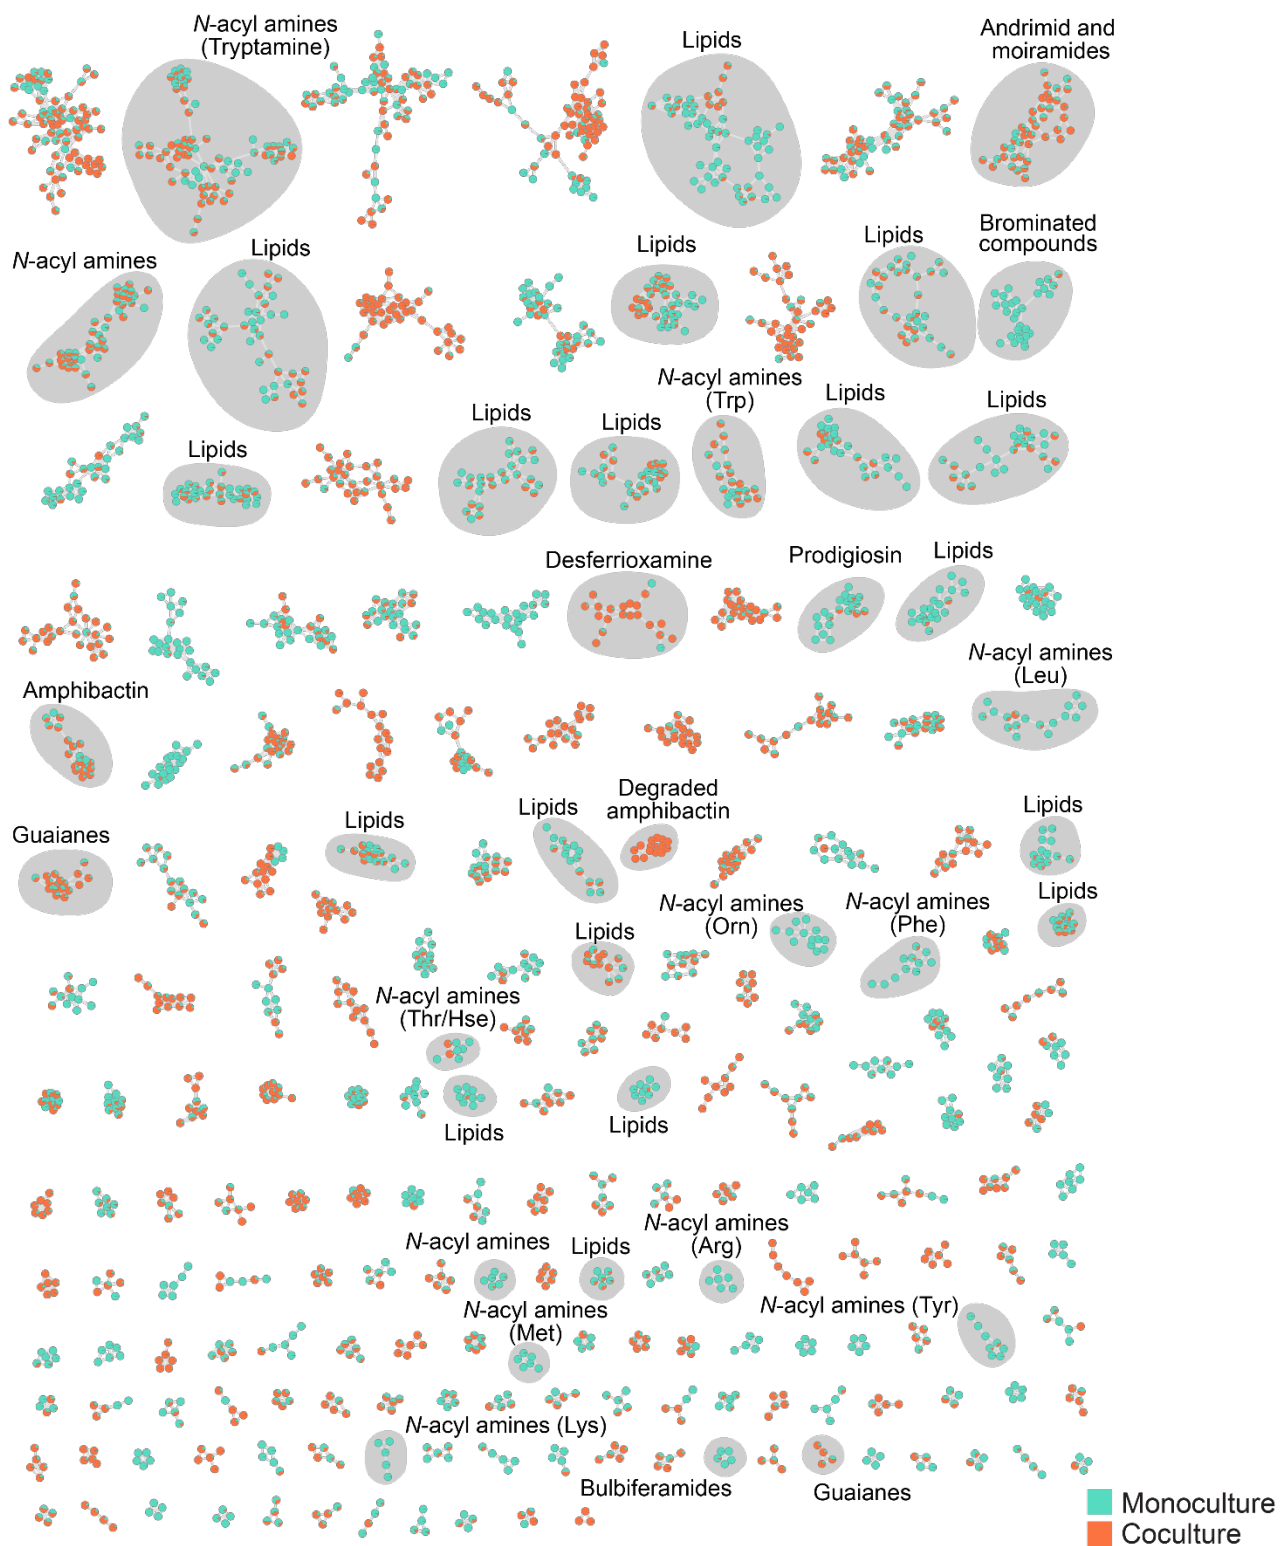 N-acyl amines
(Tryptamine)
Lipids
Andrimid and
moiramides
N-acyl amines
Lipids
Lipids
Lipids
Brominated
compounds
Lipids
Lipids
Lipids
N-acyl amines
(Trp)
Lipids
Lipids
Desferrioxamine
Prodigiosin
Lipids
Amphibactin
N-acyl amines
(Leu)
Guaianes
Lipids
Lipids
Degraded
amphibactin
Lipids
Lipids
N-acyl amines
(Orn)
N-acyl amines
(Phe)
Lipids
N-acyl amines
(Thr/Hse)
Lipids
Lipids
N-acyl amines
Lipids
N-acyl amines
(Arg)
N-acyl amines
(Met)
N-acyl amines (Tyr)
N-acyl amines (Lys)
Bulbiferamides
Guaianes
Monoculture
Coculture